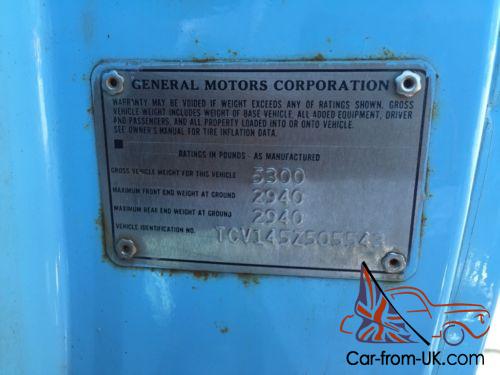 GENERAL MOTORS CORPORATION
WARRANTY MAY BE VOIDED IF WEIGHT EXCEEDS ANY OF RATINGS SHOWN. GROSS
VEHICLE WEIGHT INCLUDES WEIGHT OF BASE VEHICLE, ALL ADDED EQUIPMENT, DRIVER
AND PASSENGERS, AND ALL PROPERTY LOADED INTO OR ONTO VEHICLE.
SEE OWNER'S MANUAL FOR TIRE INFLATION DATA.
RATINGS IN POUNDS - AS MANUFACTURED
GROSS VEHICLE WEIGHT FOR THIS VEHICLE 5300
MAXIMUM FRONT END WEIGHT AT GROUND 2940
MAXIMUM REAR END WEIGHT AT GROUND 2940
VEHICLE IDENTIFICATION NO.
Car-from-UK.com